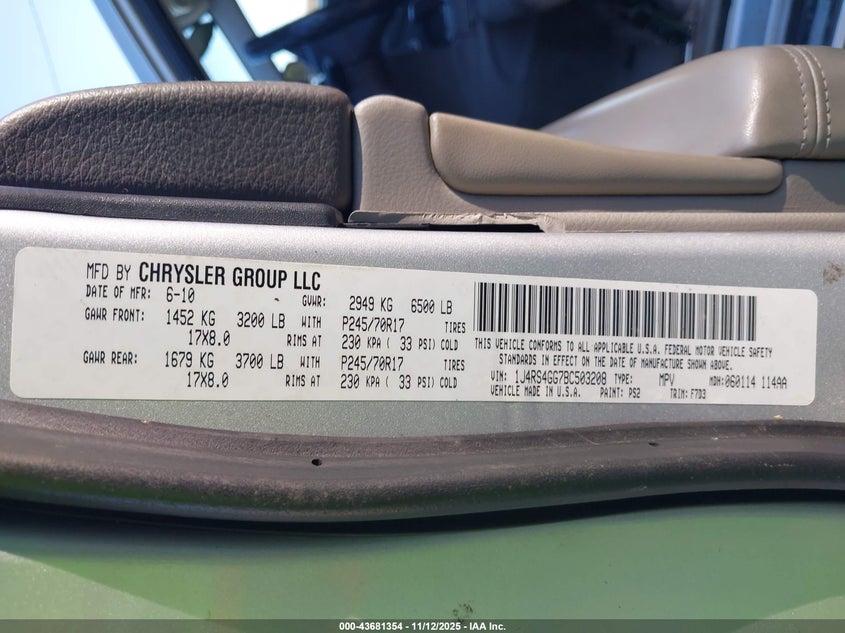 MFD BY CHRYSLER GROUP LLC
DATE OF MFR: 6-10 GVWR: 2949 KG 6500 LB
GAWR FRONT: 1452 KG 3200 LB WITH P245/70R17 TIRES
17X8.0 RIMS AT 230 KPA ( 33 PSI) COLD
GAWR REAR: 1679 KG 3700 LB WITH P245/70R17 TIRES
17X8.0 RIMS AT 230 KPA ( 33 PSI) COLD
THIS VEHICLE CONFORMS TO ALL APPLICABLE U.S.A. FEDERAL MOTOR VEHICLE SAFETY
STANDARDS IN EFFECT ON THE DATE OF MANUFACTURE SHOWN ABOVE.
VIN: 1J4RS4GG7BC503208 TYPE: MPV MDH: 060114 114AA
VEHICLE MADE IN U.S.A. PAINT: PS2 TRIM: F7D3
000-43681354 - 11/12/2025 - IAA Inc.